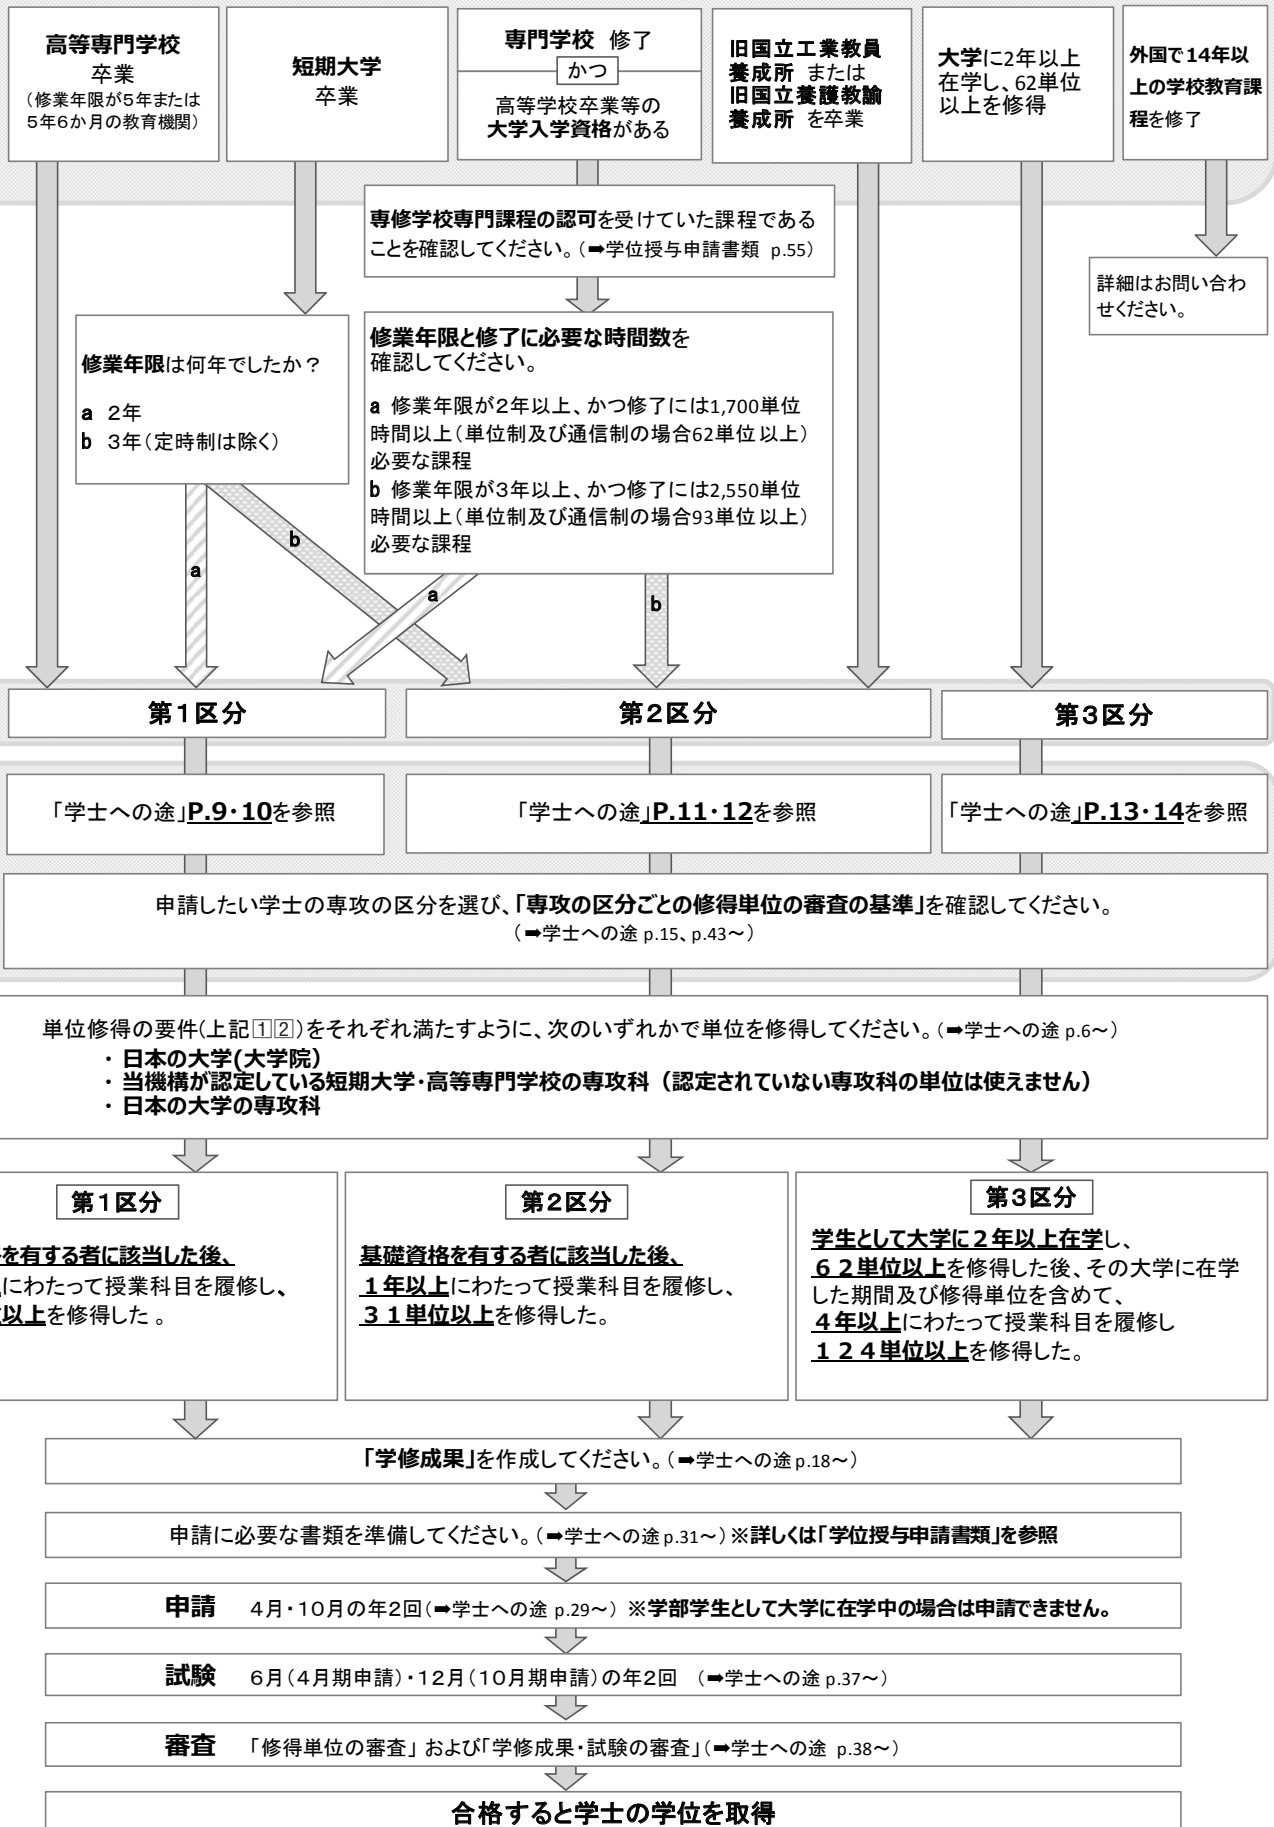 高等専門学校
卒業
（修業年限が5年または
5年6か月の教育機関）
短期大学
卒業
専門学校 修了
かつ
高等学校卒業等の
大学入学資格がある
旧国立工業教員
養成所 または
旧国立養護教諭
養成所 を卒業
大学に2年以上
在学し、62単位
以上を修得
外国で14年以
上の学校教育課
程を修了
専修学校専門課程の認可を受けていた課程である
ことを確認してください。（➡学位授与申請書類 p.55）
詳細はお問い合わ
せください。
修業年限は何年でしたか？
a 2年
b 3年（定時制は除く）
修業年限と修了に必要な時間数を
確認してください。
a 修業年限が2年以上、かつ修了には1,700単位
時間以上（単位制及び通信制の場合62単位以上）
必要な課程
b 修業年限が3年以上、かつ修了には2,550単位
時間以上（単位制及び通信制の場合93単位以上）
必要な課程
a
b
a
b
第1区分
第2区分
第3区分
「学士への途」P.9・10を参照
「学士への途」P.11・12を参照
「学士への途」P.13・14を参照
申請したい学士の専攻の区分を選び、「専攻の区分ごとの修得単位の審査の基準」を確認してください。
（➡学士への途 p.15、p.43～）
単位修得の要件(上記1️2️)をそれぞれ満たすように、次のいずれかで単位を修得してください。（➡学士への途 p.6～）
・日本の大学(大学院）
・当機構が認定している短期大学・高等専門学校の専攻科（認定されていない専攻科の単位は使えません）
・日本の大学の専攻科
第1区分
を有する者に該当した後、
にわたって授業科目を履修し、
以上を修得した 。
第2区分
基礎資格を有する者に該当した後、
1年以上にわたって授業科目を履修し、
31単位以上を修得した。
第3区分
学生として大学に2年以上在学し、
62単位以上を修得した後、その大学に在学
した期間及び修得単位を含めて、
4年以上にわたって授業科目を履修し
124単位以上を修得した。
「学修成果」を作成してください。（➡学士への途 p.18～）
申請に必要な書類を準備してください。（➡学士への途 p.31～）※詳しくは「学位授与申請書類」を参照
申請 4月・10月の年2回（➡学士への途 p.29～）※学部学生として大学に在学中の場合は申請できません。
試験 6月（4月期申請）・12月（10月期申請）の年2回 （➡学士への途 p.37～）
審査 「修得単位の審査」および「学修成果・試験の審査」（➡学士への途 p.38～）
合格すると学士の学位を取得